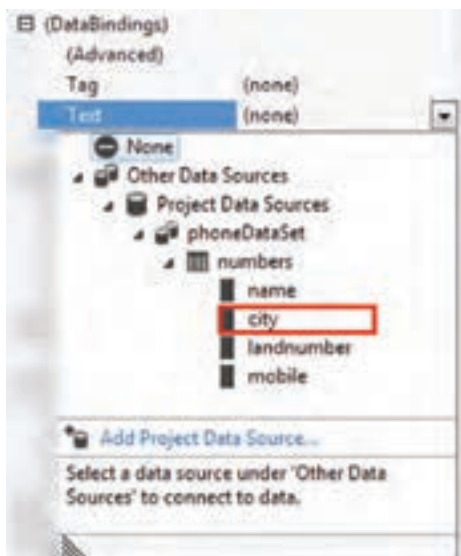 (DataBindings)
(Advanced)
Tag (none)
Text (none)
None
Other Data Sources
Project Data Sources
phoneDataSet
numbers
name
city
landnumber
mobile
Add Project Data Source...
Select a data source under 'Other Data
Sources' to connect to data.